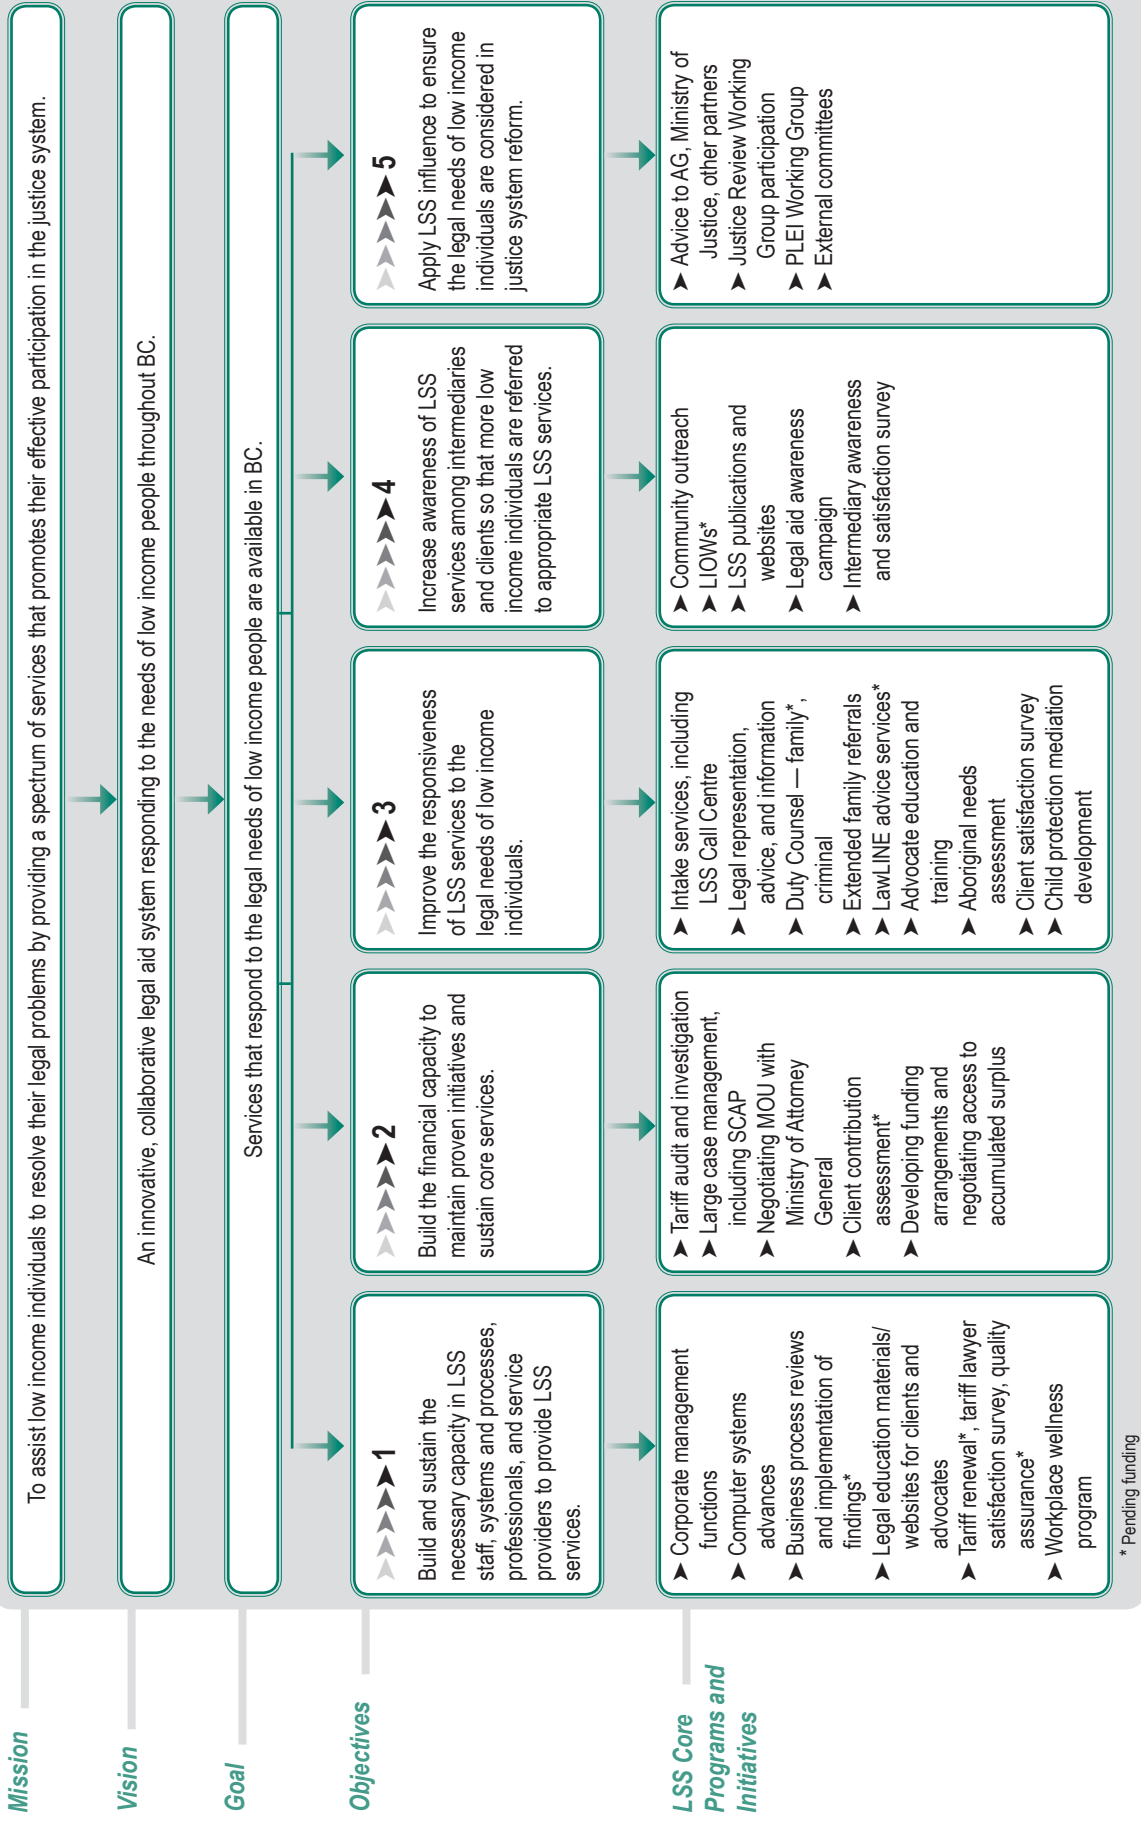 Mission
To assist low income individuals to resolve their legal problems by providing a spectrum of services that promotes their effective participation in the justice system.
Vision
An innovative, collaborative legal aid system responding to the needs of low income people throughout BC.
Goal
Services that respond to the legal needs of low income people are available in BC.
Objectives
1
Build and sustain the
necessary capacity in LSS
staff, systems and processes,
professionals, and service
providers to provide LSS
services.
2
Build the financial capacity to
maintain proven initiatives and
sustain core services.
3
Improve the responsiveness
of LSS services to the
legal needs of low income
individuals.
4
Increase awareness of LSS
services among intermediaries
and clients so that more low
income individuals are referred
to appropriate LSS services.
5
Apply LSS influence to ensure
the legal needs of low income
individuals are considered in
justice system reform.
LSS Core
Programs and
Initiatives
➤ Corporate management
functions
➤ Computer systems
advances
➤ Business process reviews
and implementation of
findings*
➤ Legal education materials/
websites for clients and
advocates
➤ Tariff renewal*, tariff lawyer
satisfaction survey, quality
assurance*
➤ Workplace wellness
program
➤ Tariff audit and investigation
➤ Large case management,
including SCAP
➤ Negotiating MOU with
Ministry of Attorney
General
➤ Client contribution
assessment*
➤ Developing funding
arrangements and
negotiating access to
accumulated surplus
➤ Intake services, including
LSS Call Centre
➤ Legal representation,
advice, and information
➤ Duty Counsel — family*,
criminal
➤ Extended family referrals
➤ LawLINE advice services*
➤ Advocate education and
training
➤ Aboriginal needs
assessment
➤ Client satisfaction survey
➤ Child protection mediation
development
➤ Community outreach
➤ LIOWs*
➤ LSS publications and
websites
➤ Legal aid awareness
campaign
➤ Intermediary awareness
and satisfaction survey
➤ Advice to AG, Ministry of
Justice, other partners
➤ Justice Review Working
Group participation
➤ PLEI Working Group
➤ External committees
* Pending funding